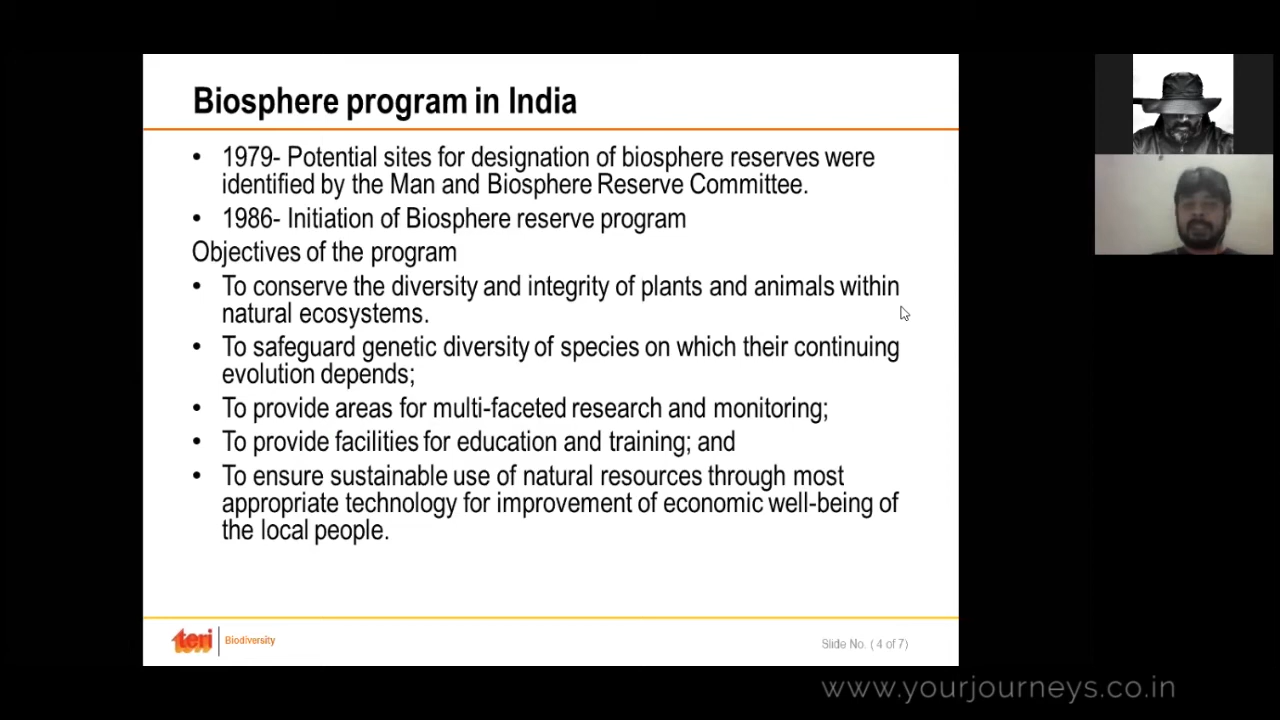 Biosphere program in India
• 1979- Potential sites for designation of biosphere reserves were
identified by the Man and Biosphere Reserve Committee.
• 1986- Initiation of Biosphere reserve program
Objectives of the program
• To conserve the diversity and integrity of plants and animals within
natural ecosystems.
• To safeguard genetic diversity of species on which their continuing
evolution depends;
• To provide areas for multi-faceted research and monitoring;
• To provide facilities for education and training; and
• To ensure sustainable use of natural resources through most
appropriate technology for improvement of economic well-being of
the local people.
teri Biodiversity
Slide No. ( 4 of 7)
www.yourjourneys.co.in